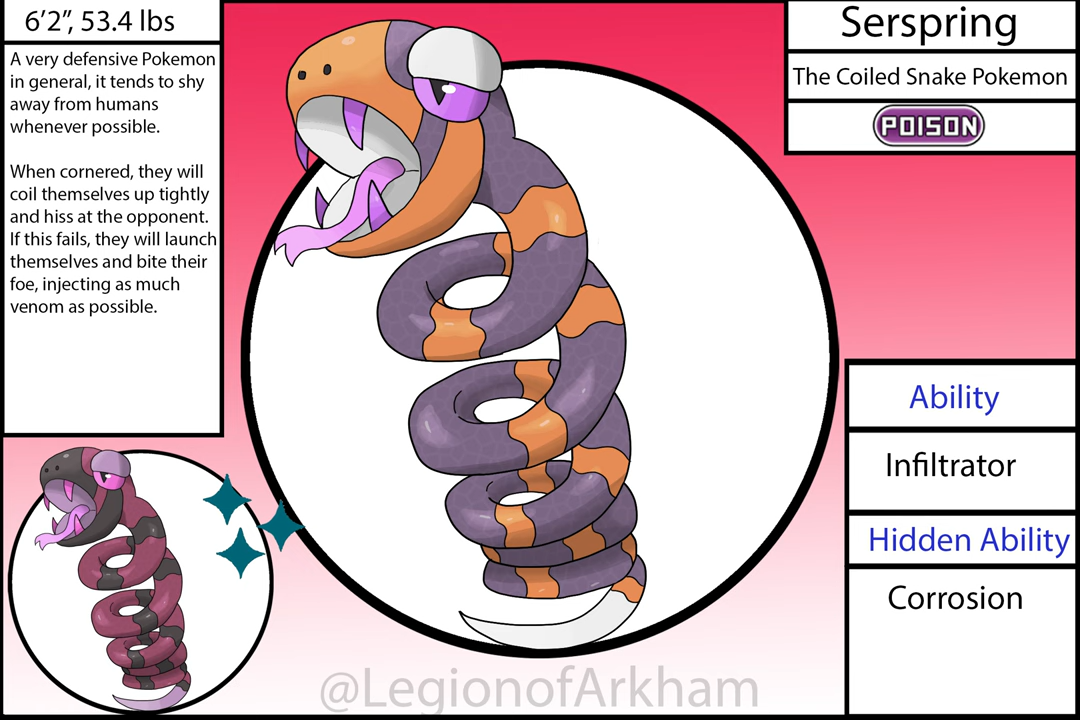 6'2”, 53.4 lbs
A very defensive Pokemon
in general, it tends to shy
away from humans
whenever possible.
When cornered, they will
coil themselves up tightly
and hiss at the opponent.
If this fails, they will launch
themselves and bite their
foe, injecting as much
venom as possible.
Serspring
The Coiled Snake Pokemon
POISON
Ability
Infiltrator
Hidden Ability
Corrosion
@LegionofArkham